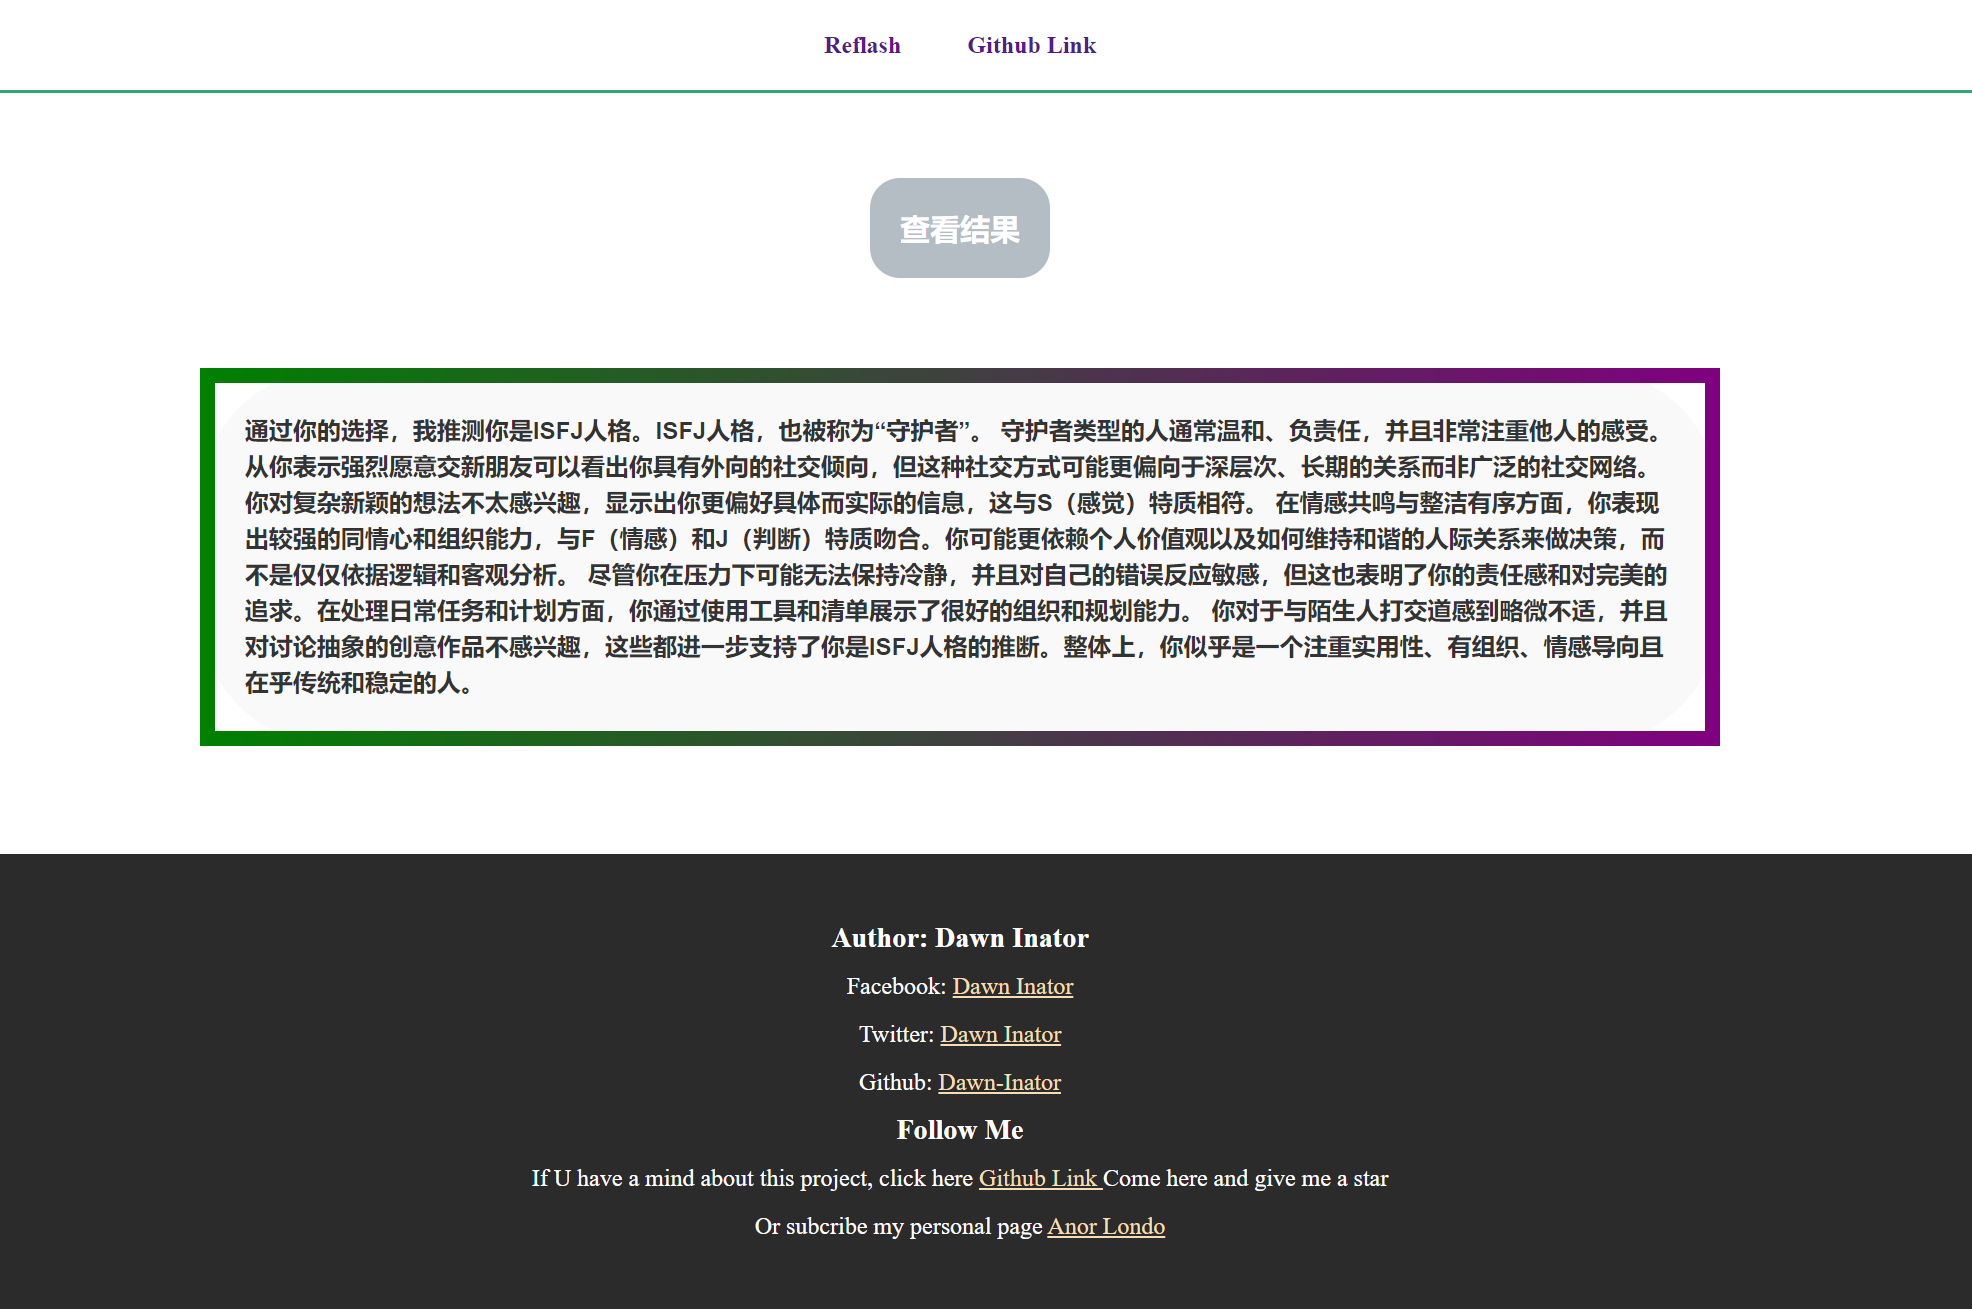 Reflash Github Link
查看结果
通过你的选择，我推测你是ISFJ人格。ISFJ人格，也被称为“守护者”。 守护者类型的人通常温和、负责任，并且非常注重他人的感受。
从你表示强烈愿意交新朋友可以看出你具有外向的社交倾向，但这种社交方式可能更偏向于深层次、长期的关系而非广泛的社交网络。
你对复杂新颖的想法不太感兴趣，显示出你更偏好具体而实际的信息，这与S（感觉）特质相符。 在情感共鸣与整洁有序方面，你表现
出较强的同情心和组织能力，与F（情感）和J（判断）特质吻合。你可能更依赖个人价值观以及如何维持和谐的人际关系来做决策，而
不是仅仅依据逻辑和客观分析。 尽管你在压力下可能无法保持冷静，并且对自己的错误反应敏感，但这也表明了你的责任感和对完美的
追求。在处理日常任务和计划方面，你通过使用工具和清单展示了很好的组织和规划能力。 你对于与陌生人打交道感到略微不适，并且
对讨论抽象的创意作品不感兴趣，这些都进一步支持了你是ISFJ人格的推断。整体上，你似乎是一个注重实用性、有组织、情感导向且
在乎传统和稳定的人。
Author: Dawn Inator
Facebook: Dawn Inator
Twitter: Dawn Inator
Github: Dawn-Inator
Follow Me
If U have a mind about this project, click here Github Link Come here and give me a star
Or subcribe my personal page Anor Londo